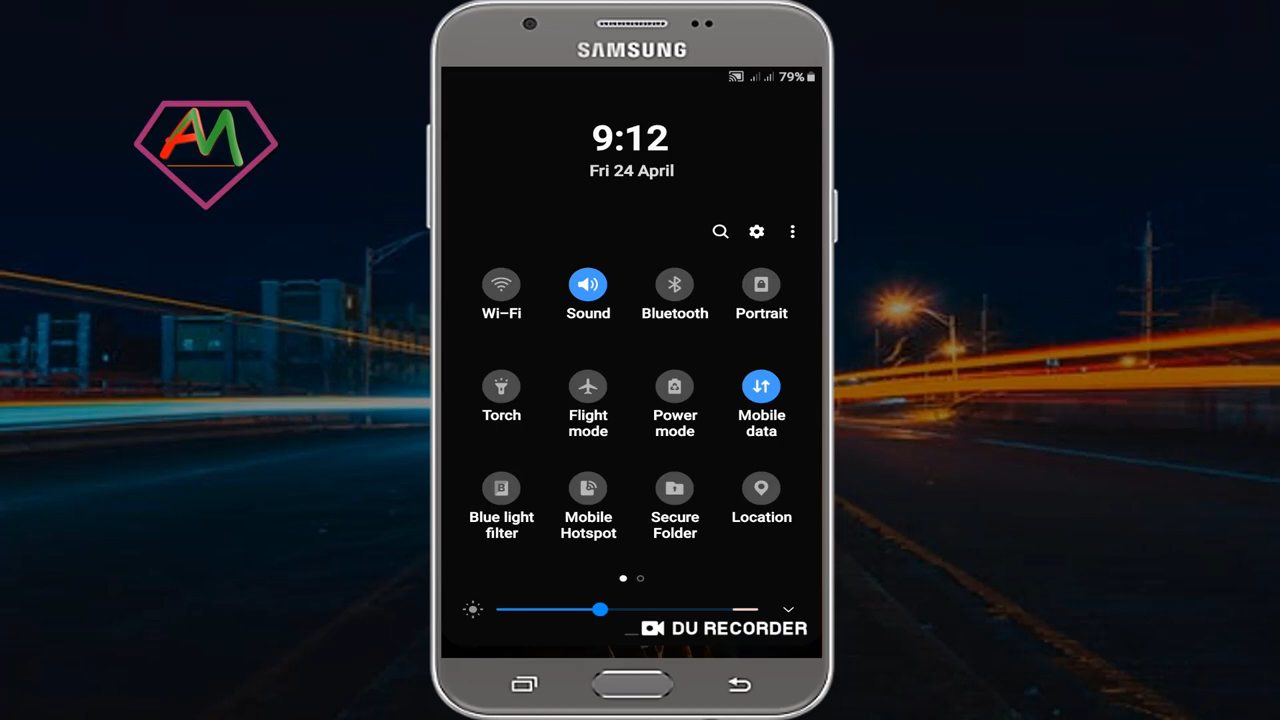 SAMSUNG
79%
9:12
Fri 24 April
AM
Wi-Fi
Sound
Bluetooth
Portrait
Torch
Flight
mode
Power
mode
Mobile
data
Blue light
filter
Mobile
Hotspot
Secure
Folder
Location
DU RECORDER